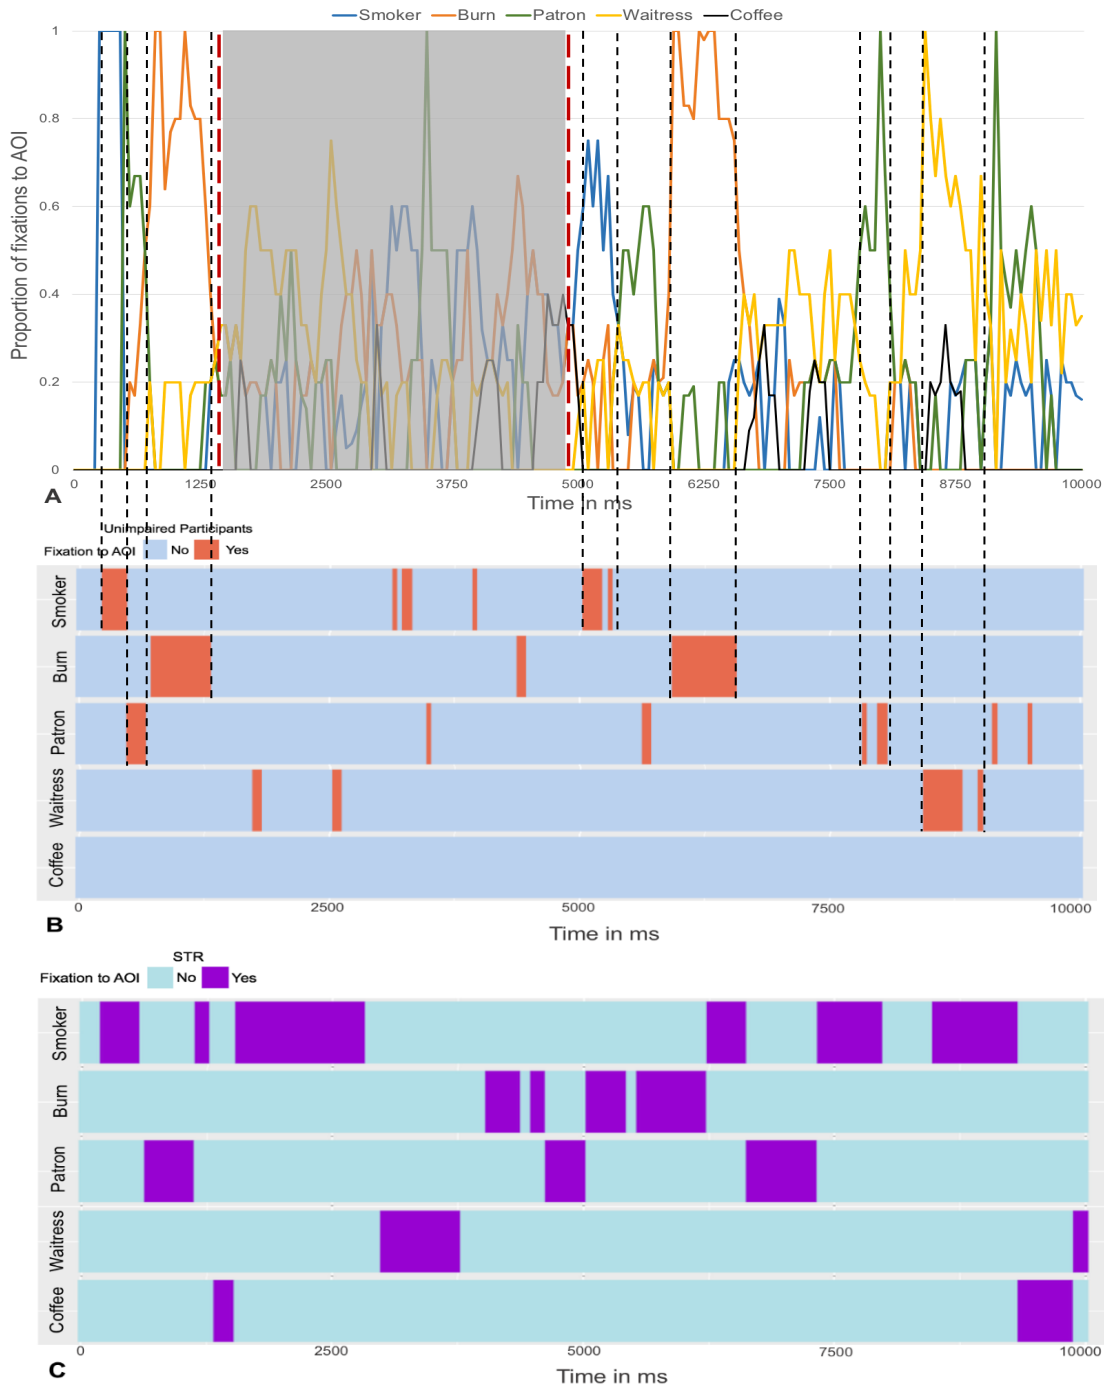 Smoker Burn Patron Waitress Coffee
Proportion of fixations to AOI
1
0.8
0.6
0.4
0.2
0
0 1250 2500 3750 5000 6250 7500 8750 10000
A
Time in ms
Unimpaired Participants
Fixation to AOI No Yes
Smoker
Burn
Patron
Waitress
Coffee
0 2500 5000 7500 10000
B
Time in ms
STR
Fixation to AOI No Yes
Smoker
Burn
Patron
Waitress
Coffee
0 2500 5000 7500 10000
C
Time in ms